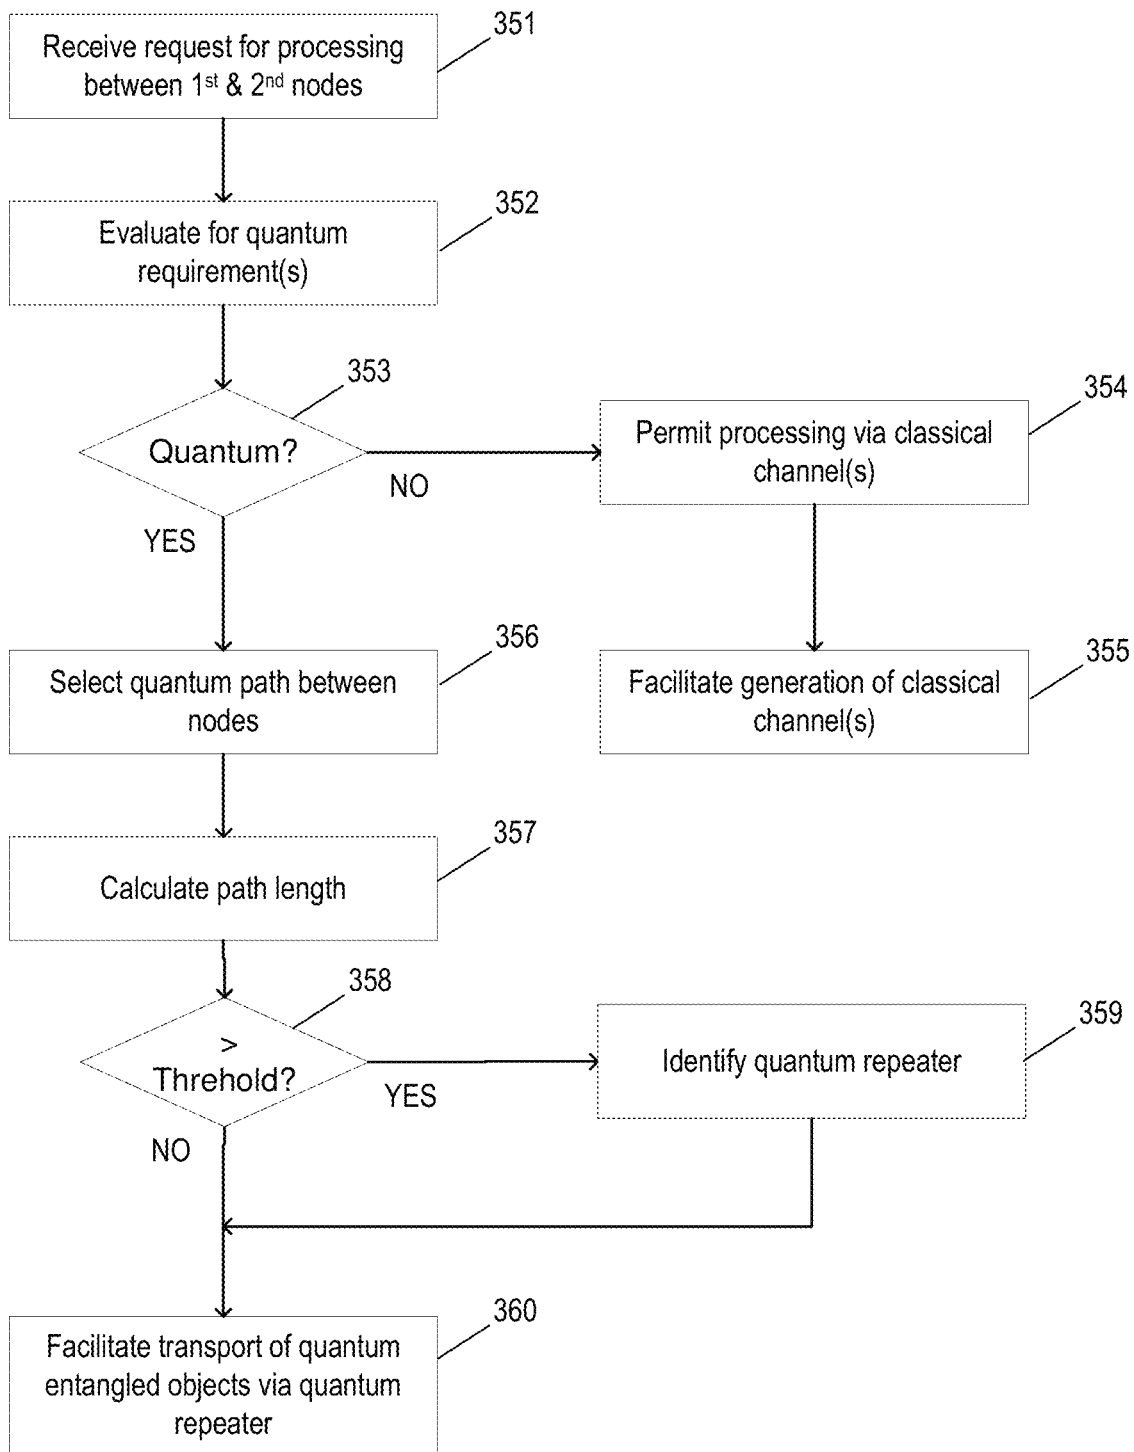 351
Receive request for processing
between 1st & 2nd nodes
352
Evaluate for quantum
requirement(s)
353
Quantum?
354
Permit processing via classical
channel(s)
NO
YES
356
Select quantum path between
nodes
355
Facilitate generation of classical
channel(s)
357
Calculate path length
358
>
Threhold?
359
Identify quantum repeater
YES
NO
360
Facilitate transport of quantum
entangled objects via quantum
repeater